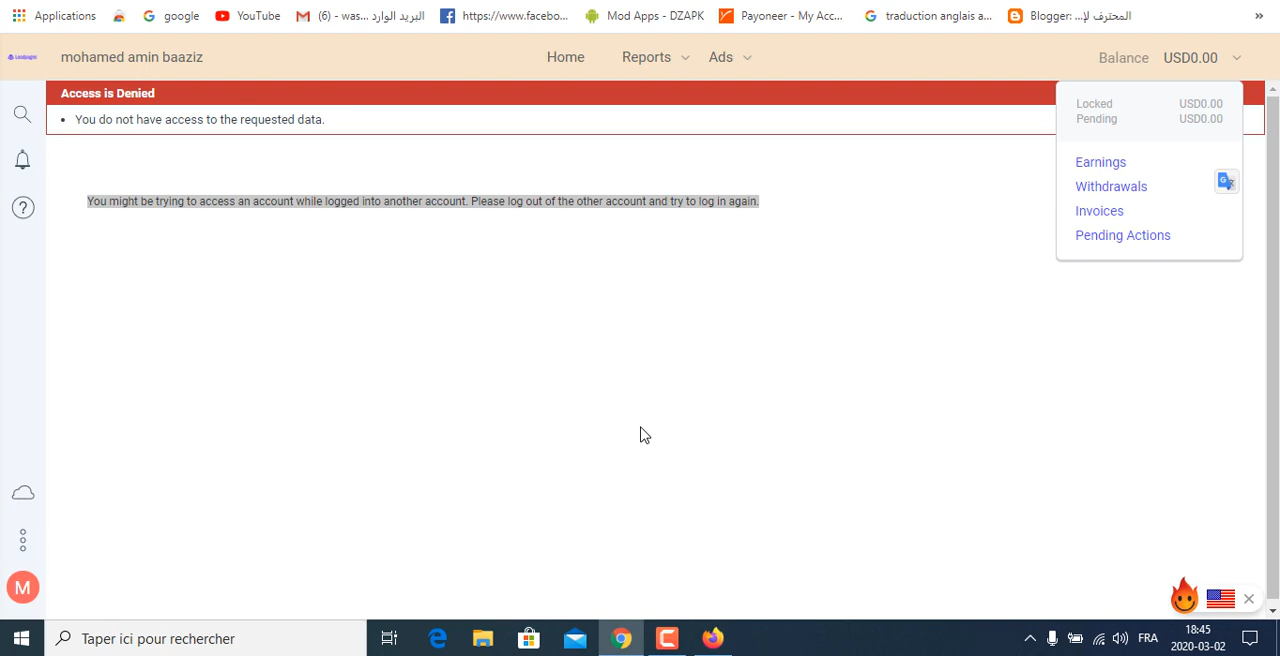 Applications
google
YouTube
(6) - was... البريد الوارد
https://www.facebo...
Mod Apps - DZAPK
Payoneer - My Acc...
traduction anglais a...
Blogger: ...المحترف لإ
»
mohamed amin baaziz
Home
Reports
Ads
Balance USD0.00
Access is Denied
You do not have access to the requested data.
Locked USD0.00
Pending USD0.00
Earnings
Withdrawals
Invoices
Pending Actions
You might be trying to access an account while logged into another account. Please log out of the other account and try to log in again.
M
Taper ici pour rechercher
FRA
18:45
2020-03-02